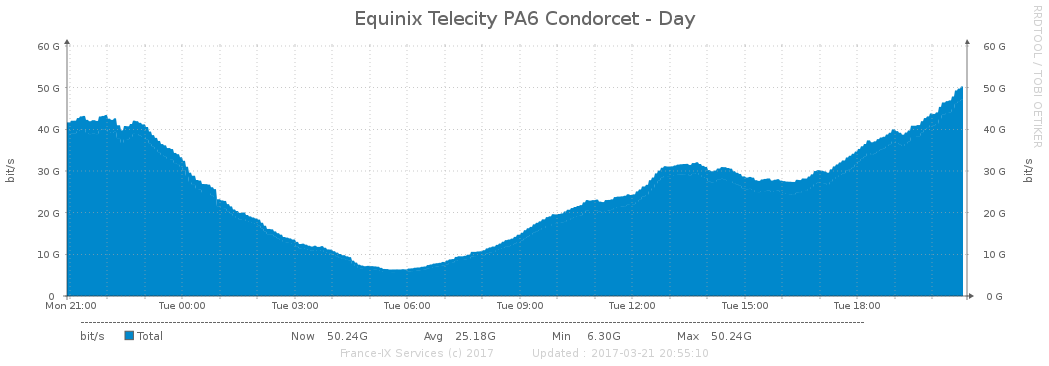 Equinix Telecity PA6 Condorcet - Day
RRDTOOL / TOBI OETIKER
bit/s
bit/s
60 G 60 G
50 G 50 G
40 G 40 G
30 G 30 G
20 G 20 G
10 G 10 G
0 0 G
Mon 21:00 Tue 00:00 Tue 03:00 Tue 06:00 Tue 09:00 Tue 12:00 Tue 15:00 Tue 18:00
bit/s Total Now 50.24G Avg 25.18G Min 6.30G Max 50.24G
France-IX Services (c) 2017 Updated : 2017-03-21 20:55:10